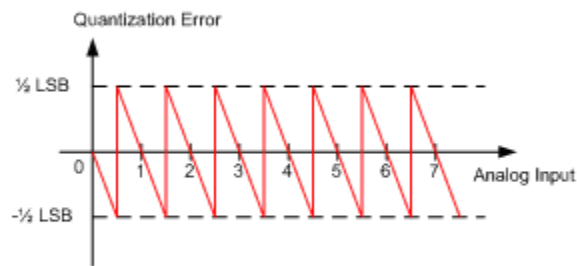 Quantization Error
½ LSB
0
1 2 3 4 5 6 7
Analog Input
-½ LSB